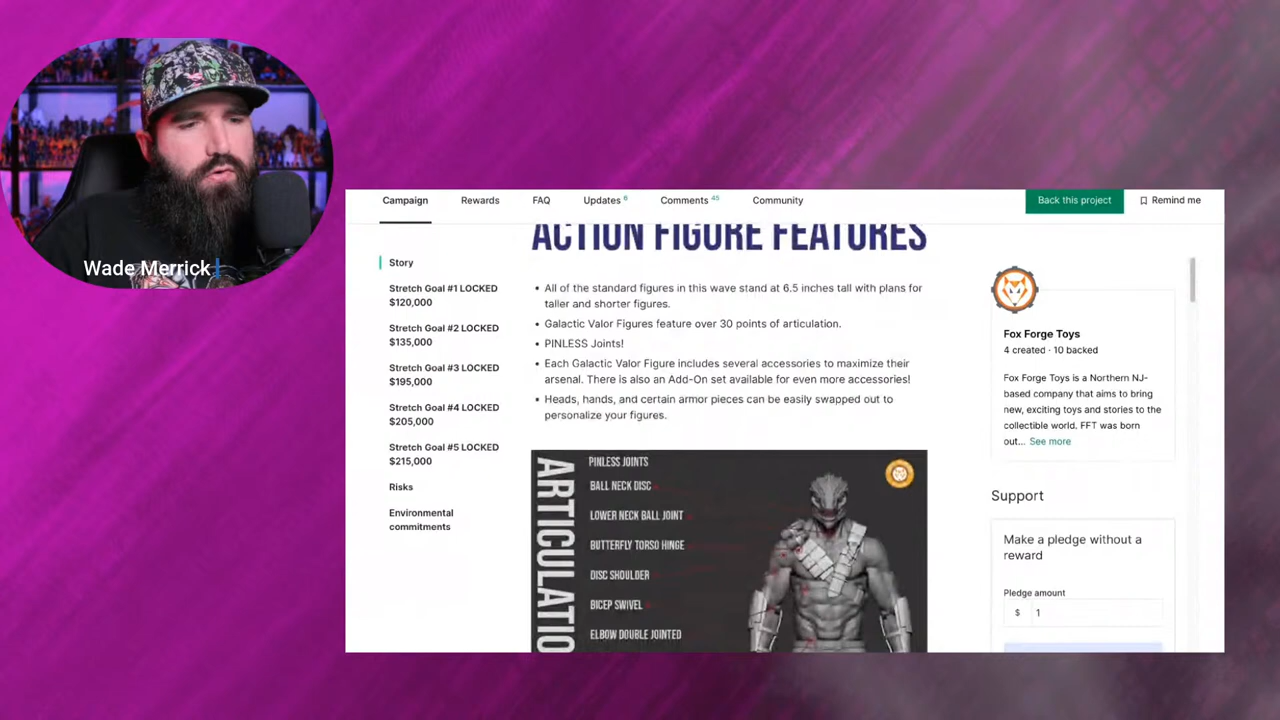 Wade Merrick
Campaign
Rewards
FAQ
Updates 6
Comments 45
Community
Back this project
Remind me
Story
Stretch Goal #1 LOCKED
$120,000
Stretch Goal #2 LOCKED
$135,000
Stretch Goal #3 LOCKED
$195,000
Stretch Goal #4 LOCKED
$205,000
Stretch Goal #5 LOCKED
$215,000
Risks
Environmental
commitments
ACTION FIGURE FEATURES
• All of the standard figures in this wave stand at 6.5 inches tall with plans for
taller and shorter figures.
• Galactic Valor Figures feature over 30 points of articulation.
• PINLESS Joints!
• Each Galactic Valor Figure includes several accessories to maximize their
arsenal. There is also an Add-On set available for even more accessories!
• Heads, hands, and certain armor pieces can be easily swapped out to
personalize your figures.
ARTICULATIO
PINLESS JOINTS
BALL NECK DISC
LOWER NECK BALL JOINT
BUTTERFLY TORSO HINGE
DISC SHOULDER
BICEP SWIVEL
ELBOW DOUBLE JOINTED
Fox Forge Toys
4 created · 10 backed
Fox Forge Toys is a Northern NJ-
based company that aims to bring
new, exciting toys and stories to the
collectible world. FFT was born
out... See more
Support
Make a pledge without a
reward
Pledge amount
$ 1